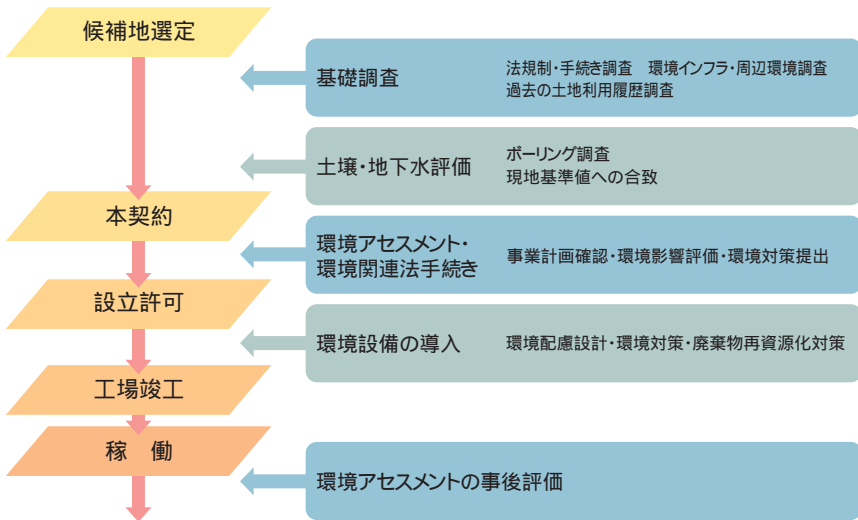 候補地選定
基礎調査
法規制・手続き調査　環境インフラ・周辺環境調査
過去の土地利用履歴調査
土壌・地下水評価
ボーリング調査
現地基準値への合致
本契約
環境アセスメント・
環境関連法手続き
事業計画確認・環境影響評価・環境対策提出
設立許可
環境設備の導入
環境配慮設計・環境対策・廃棄物再資源化対策
工場竣工
稼　働
環境アセスメントの事後評価